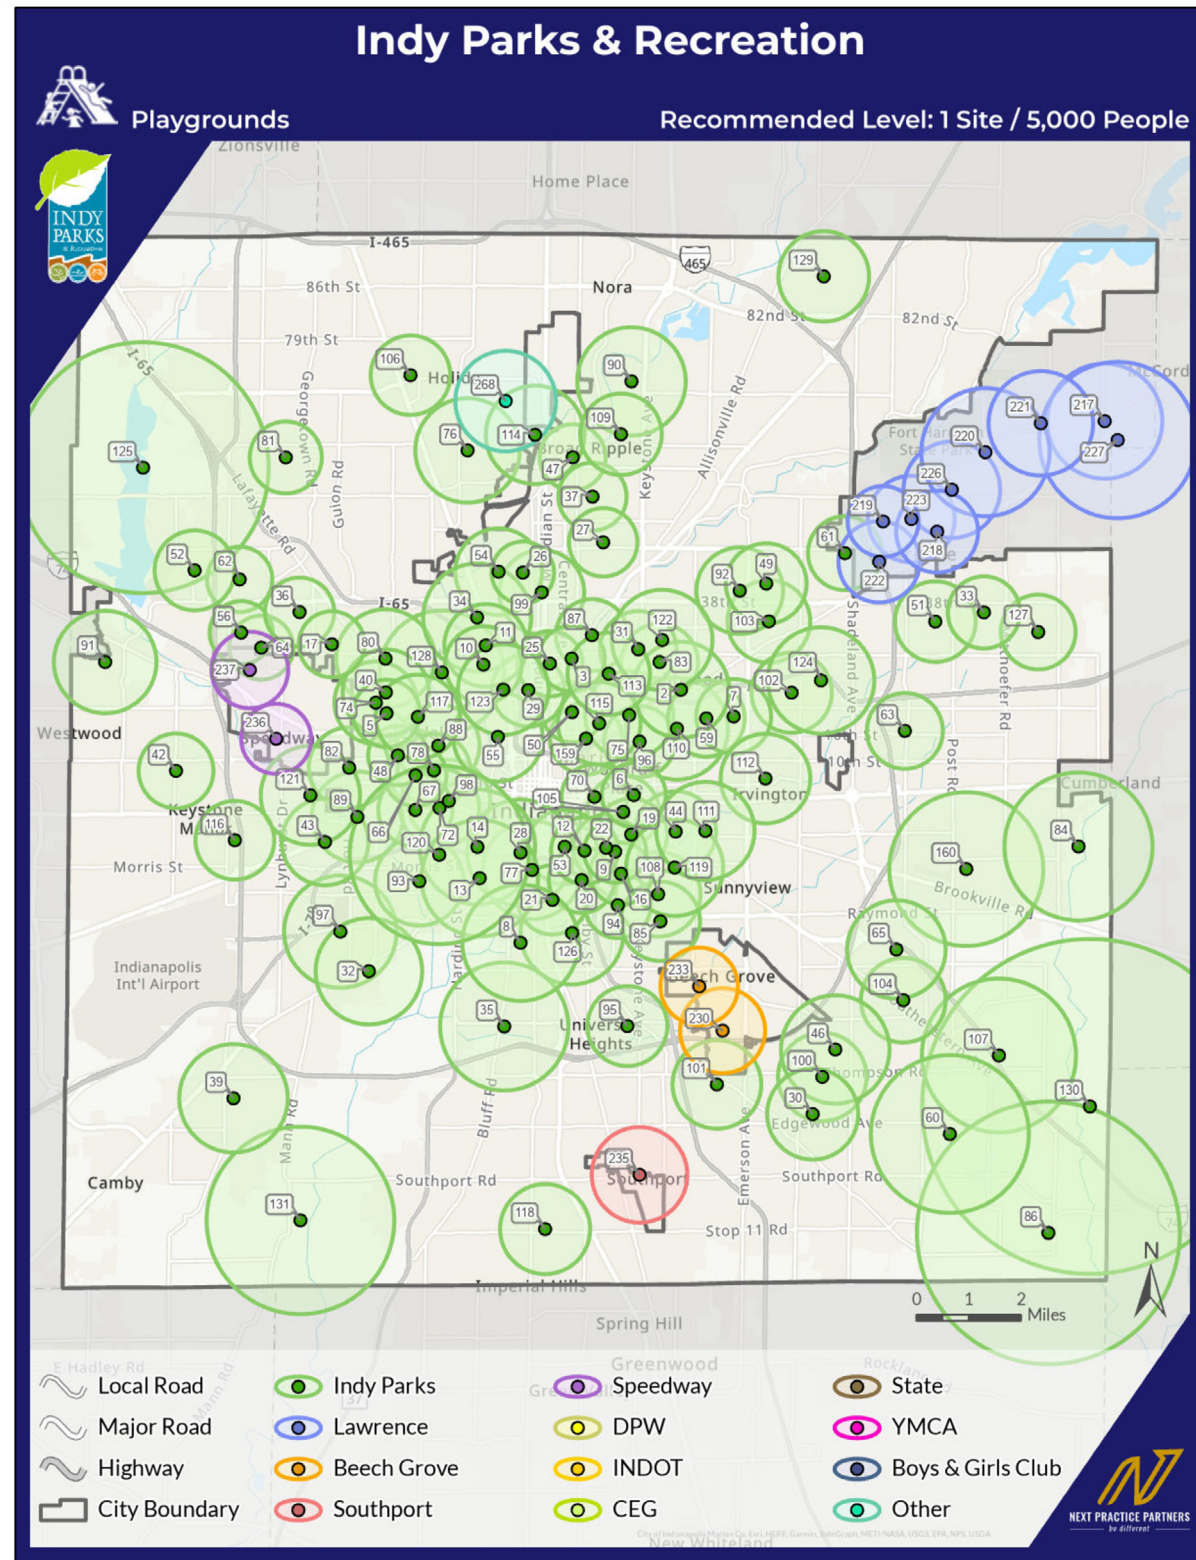 Indy Parks & Recreation
Playgrounds
Recommended Level: 1 Site / 5,000 People
INDY
PARKS
& Recreation
Zionsville
Home Place
I-465
465
129
86th St
Nora
82nd St
82nd St
79th St
I-65
106
268
90
Georgetown Rd
Allisonville Rd
221
217
109
114
76
81
125
Broad Ripple
Keystone Ave
220
227
47
Guion Rd
Lafayette Rd
37
226
219
223
27
61
218
222
52
62
54
26
92
49
36
I-65
34
99
38th St
103
51
33
127
56
64
17
80
11
25
87
31
122
91
237
128
10
3
83
124
40
113
2
102
Shadeland Ave
Mitthoefer Rd
74
5
117
123
29
115
7
63
236
Speedway
Westwood
88
55
50
159
75
96
110
59
10th St
42
82
78
48
121
98
70
6
112
Irvington
Post Rd
Cumberland
Keystone
116
89
67
105
43
66
72
14
28
12
22
19
44
111
84
Morris St
120
160
93
13
77
53
9
108
119
Sunnyview
Brookville Rd
21
20
16
97
8
94
85
Raymond St
65
126
Indianapolis
Int'l Airport
32
233
Beech Grove
104
35
95
230
University
Heights
46
107
39
101
100
Thompson Rd
130
30
60
Edgewood Ave
Mann Rd
Bluff Rd
Emerson Ave
235
Southport
Camby
Southport Rd
Southport Rd
131
118
Stop 11 Rd
86
74
N
Imperial Hills
0 1 2
Miles
Spring Hill
E Hadley Rd
Greenwood
Mann Rd
37
Local Road
Indy Parks
Speedway
State
Major Road
Lawrence
DPW
YMCA
Highway
Beech Grove
INDOT
Boys & Girls Club
City Boundary
Southport
CEG
Other
New Whiteland
NEXT PRACTICE PARTNERS
be different